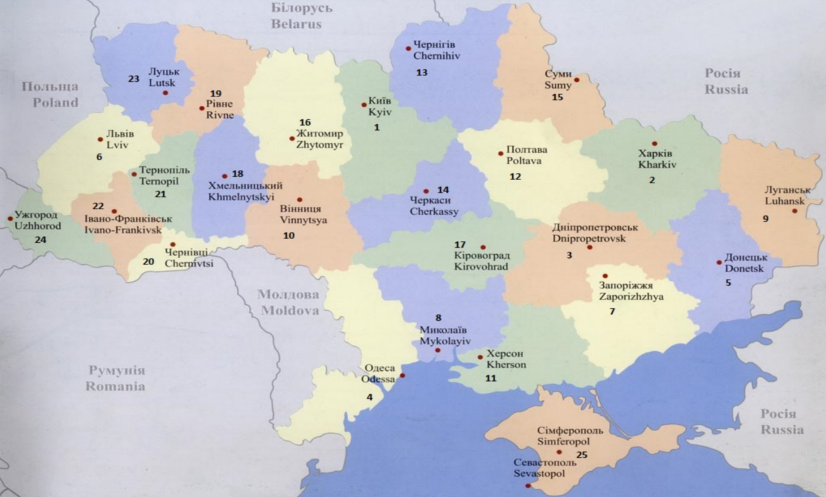 Білорусь
Belarus
Польща
Poland
Росія
Russia
23
Луцьк
Lutsk
19
Рівне
Rivne
16
Житомир
Zhytomyr
Київ
Kyiv
1
Чернігів
Chernihiv
13
Суми
Sumy
15
Львів
Lviv
6
Тернопіль
Ternopil
21
18
Хмельницький
Khmelnytskyi
Вінниця
Vinnytsya
10
14
Черкаси
Cherkassy
Полтава
Poltava
12
Харків
Kharkiv
2
Луганськ
Luhansk
9
Ужгород
Uzhhorod
24
22
Івано-Франківськ
Ivano-Frankivsk
20
Чернівці
Chernivtsi
17
Кіровоград
Kirovohrad
Дніпропетровськ
Dnipropetrovsk
3
Донецьк
Donetsk
5
Запоріжжя
Zaporizhzhya
7
Молдова
Moldova
8
Миколаїв
Mykolayiv
Херсон
Kherson
11
Одеса
Odessa
4
Румунія
Romania
Росія
Russia
Сімферополь
Simferopol
25
Севастополь
Sevastopol